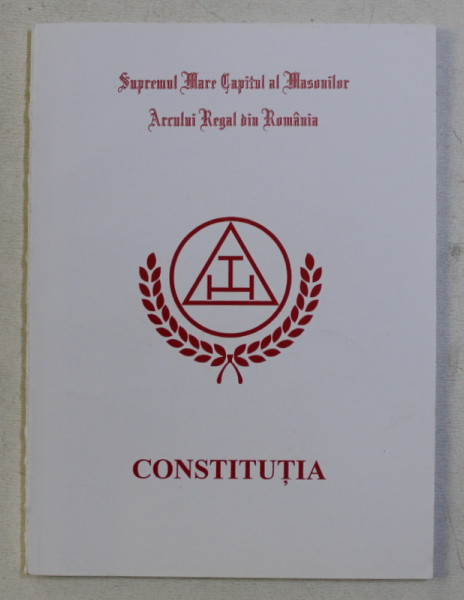 Supremul Mare Capitul al Masonilor
Arcului Regal din România
CONSTITUȚIA